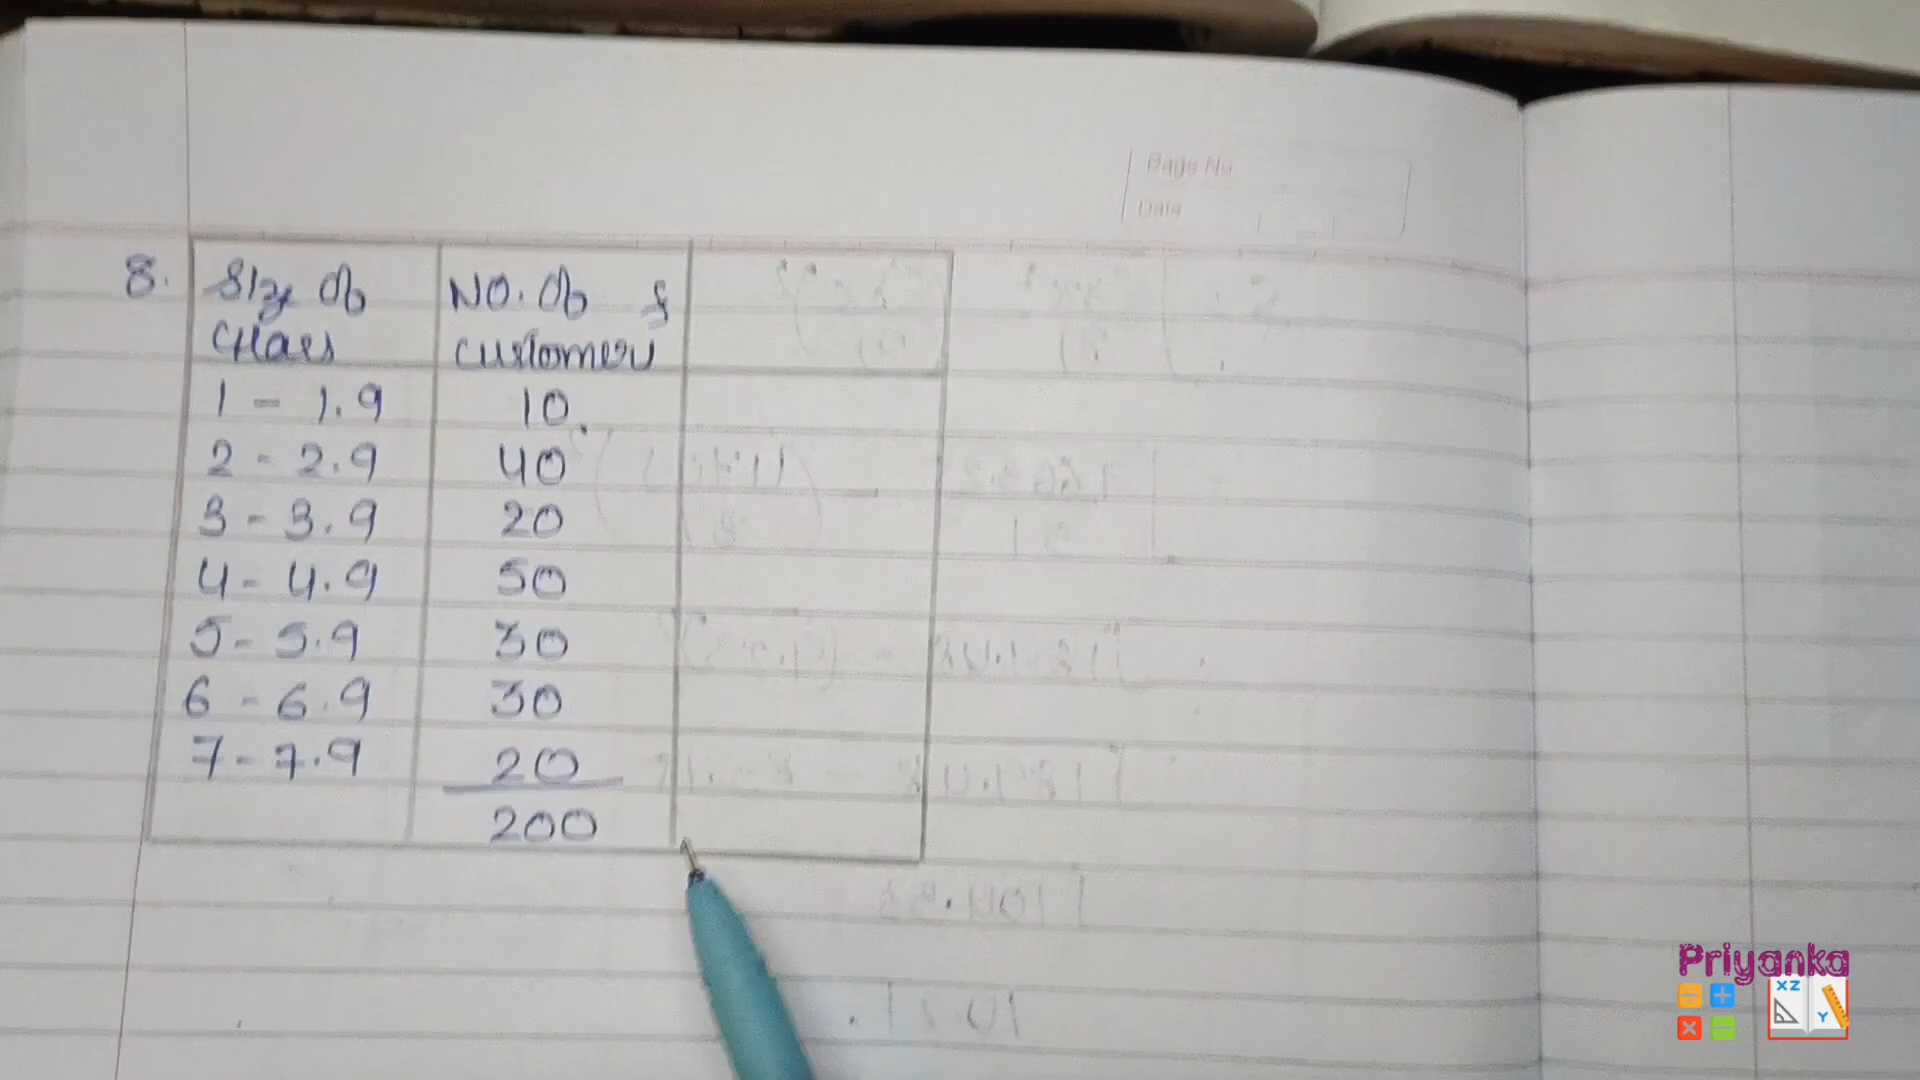 Page No
Date
8. Size of No. of f
Class customers
1 - 1.9 10.
2 - 2.9 40
3 - 3.9 20
4 - 4.9 50
5 - 5.9 30
6 - 6.9 30
7 - 7.9 20
200
Priyanka
XZ
Y